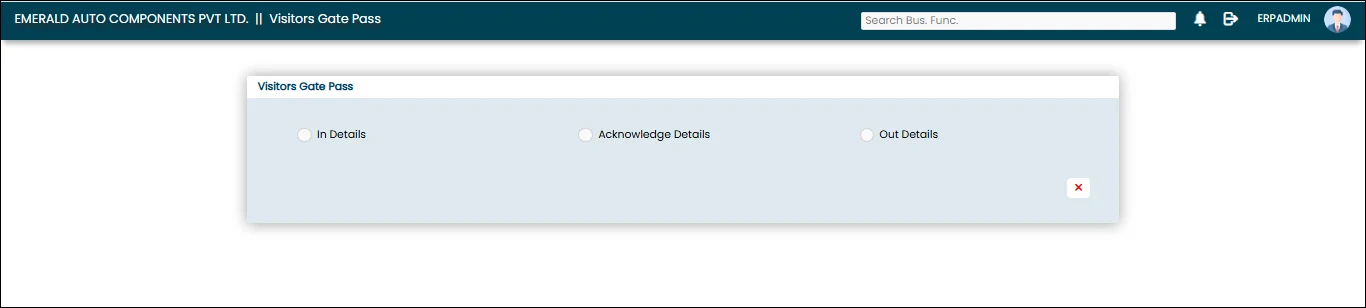 EMERALD AUTO COMPONENTS PVT LTD. || Visitors Gate Pass
Search Bus. Func.
ERPADMIN
Visitors Gate Pass
In Details
Acknowledge Details
Out Details